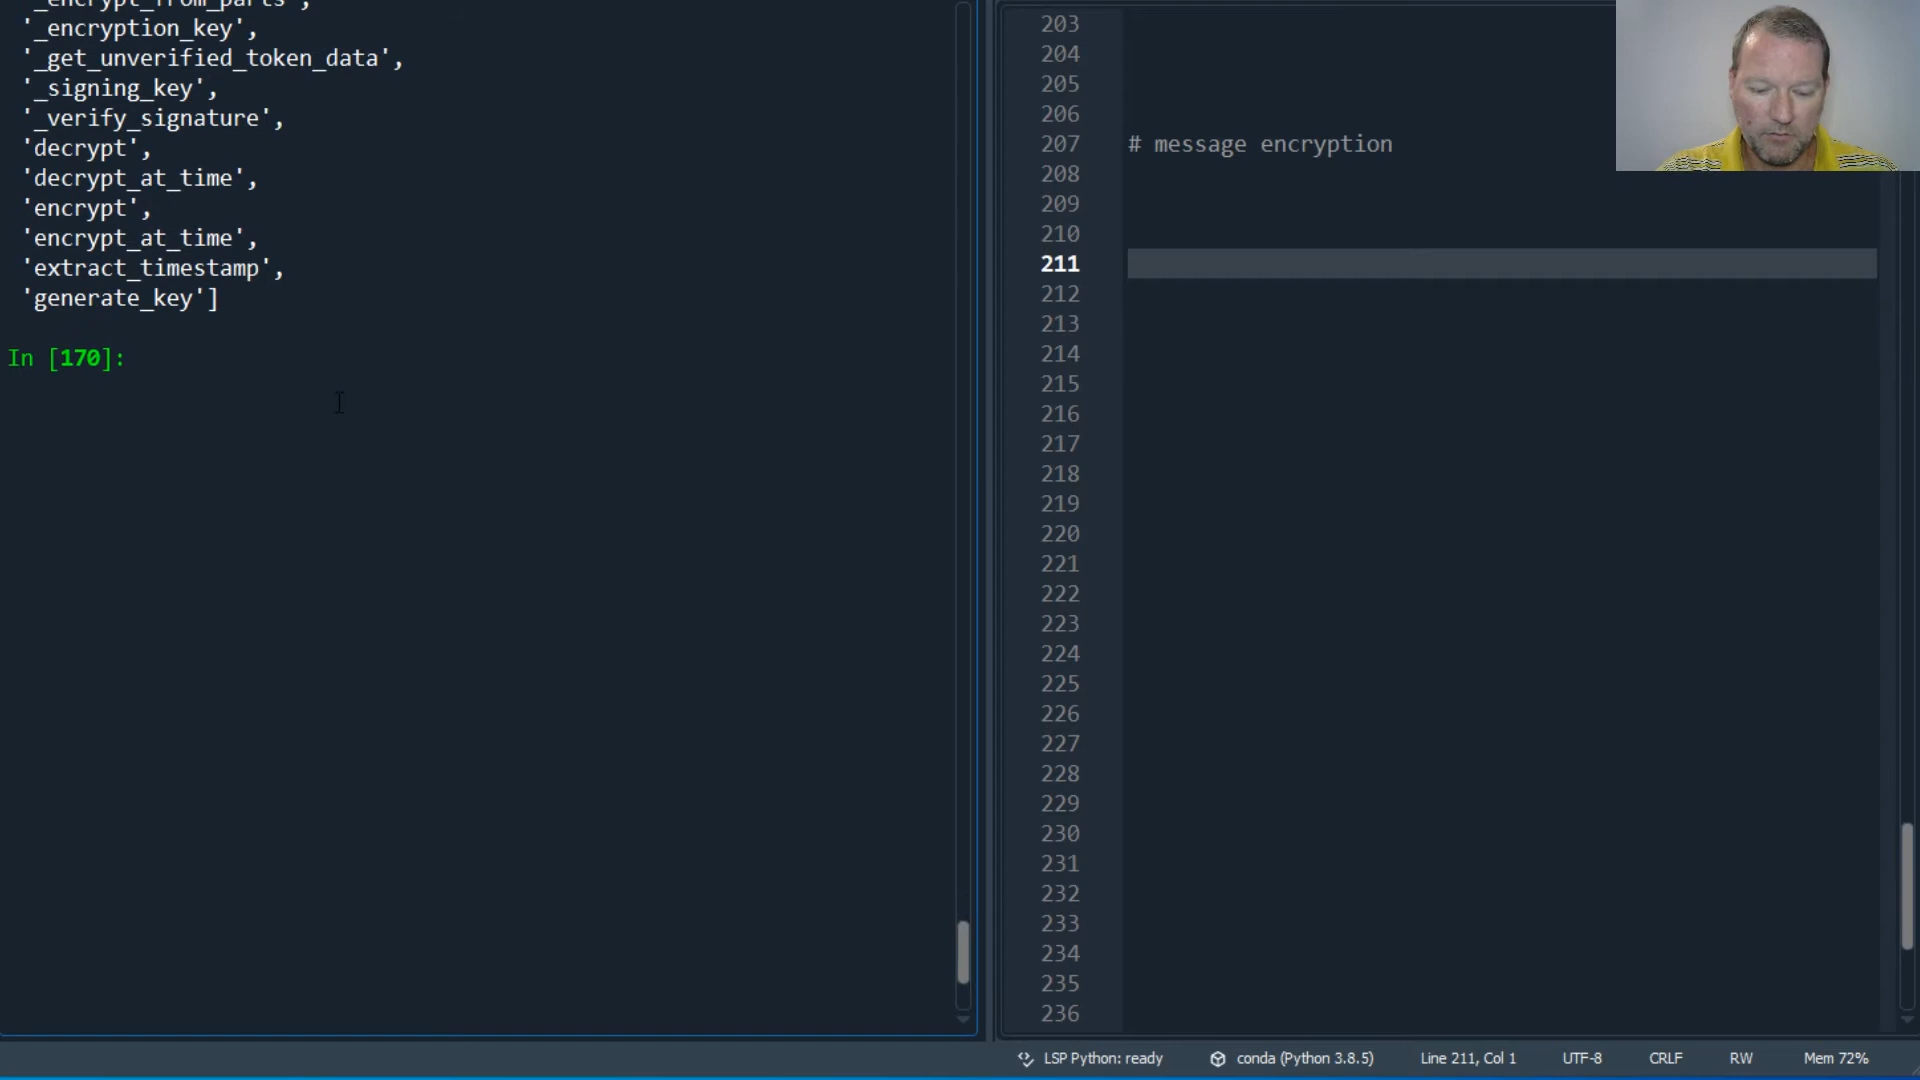 '_encrypt_from_parts',
'_encryption_key',
'_get_unverified_token_data',
'_signing_key',
'_verify_signature',
'decrypt',
'decrypt_at_time',
'encrypt',
'encrypt_at_time',
'extract_timestamp',
'generate_key']
In [170]:
203
204
205
206
207 # message encryption
208
209
210
211
212
213
214
215
216
217
218
219
220
221
222
223
224
225
226
227
228
229
230
231
232
233
234
235
236
LSP Python: ready conda (Python 3.8.5) Line 211, Col 1 UTF-8 CRLF RW Mem 72%